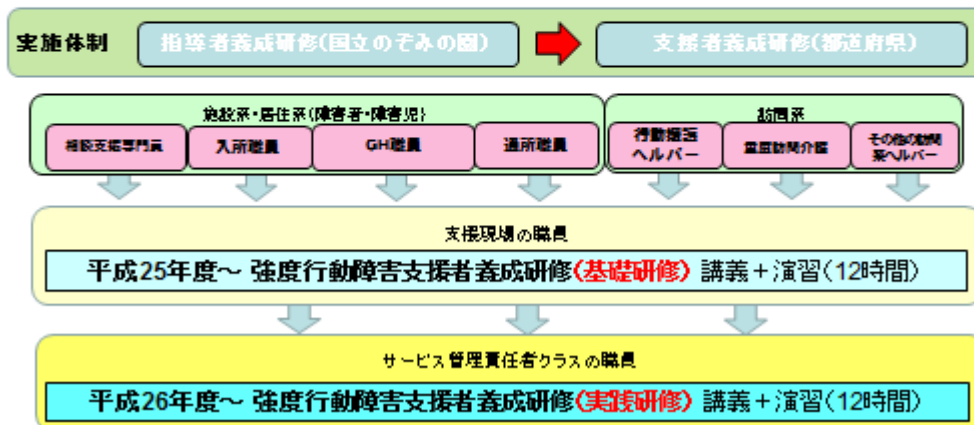 実施体制
指導者養成研修(国立のぞみの園)
支援者養成研修(都道府県)
施設系・居住系(障害者・障害児)
訪問系
相談支援専門員
入所職員
GH職員
通所職員
行動援護
ヘルパー
重度訪問介護
その他の訪問
系ヘルパー
支援現場の職員
平成25年度～ 強度行動障害支援者養成研修(基礎研修) 講義+演習(12時間)
サービス管理責任者クラスの職員
平成26年度～ 強度行動障害支援者養成研修(実践研修) 講義+演習(12時間)